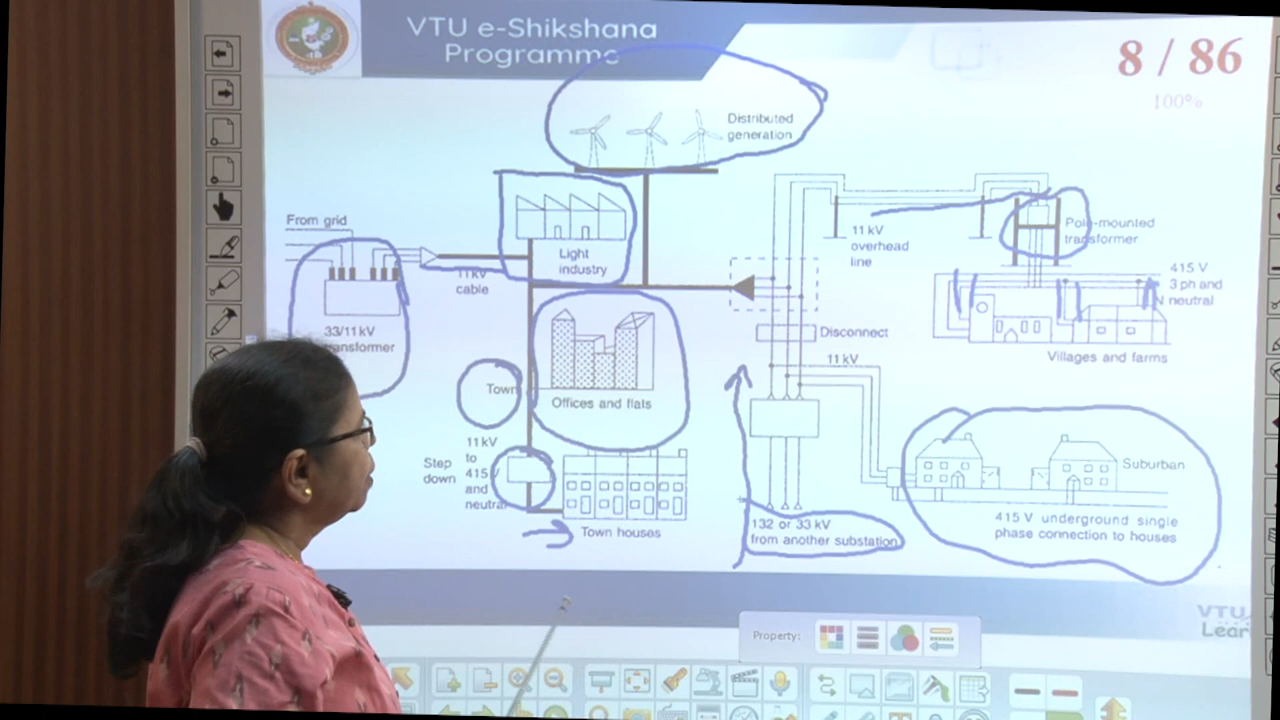 VTU e-Shikshana
Programme
8 / 86
100%
Distributed
generation
From grid
11 kV
cable
Light
industry
33/11 kV
11 kV
overhead
line
Pole-mounted
transformer
415 V
3 ph and
neutral
Villages and farms
Disconnect
11 kV
Town
Offices and flats
Step
down
11 kV
to
415 V
and
neutral
Town houses
132 or 33 kV
from another substation
Suburban
415 V underground single
phase connection to houses
VTU
Property: